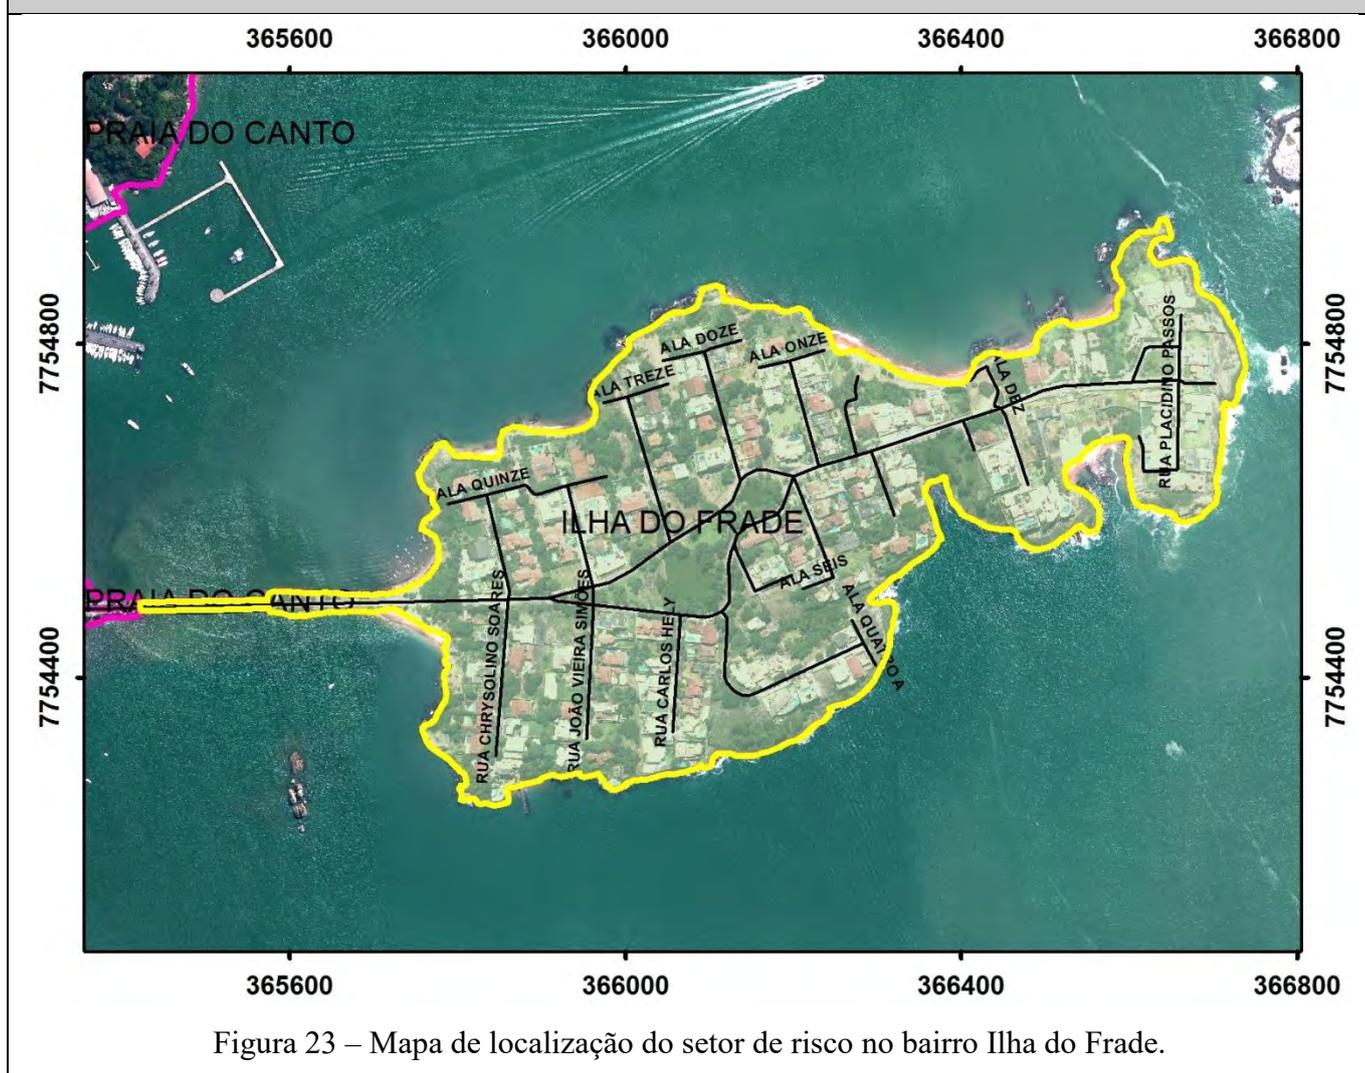 365600 366000 366400 366800
PRAIA DO CANTO
7754800
7754800
ALA DOZE
ALA ONZE
ALA TREZE
ALA DEZ
RUA PLACIDINO PASSOS
ALA QUINZE
ILHA DO FRADE
ALA SEIS
PRAIA DO CANTO
ALA QUATRO A
RUA CHRYSOLINO SOARES
RUA JOÃO VIEIRA SIMÕES
RUA CARLOS HELY
7754400
7754400
365600 366000 366400 366800
Figura 23 – Mapa de localização do setor de risco no bairro Ilha do Frade.